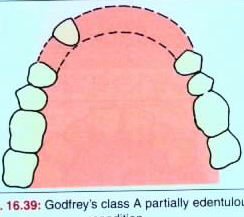 . 16.39: Godfrey's class A partially edentulou
condition